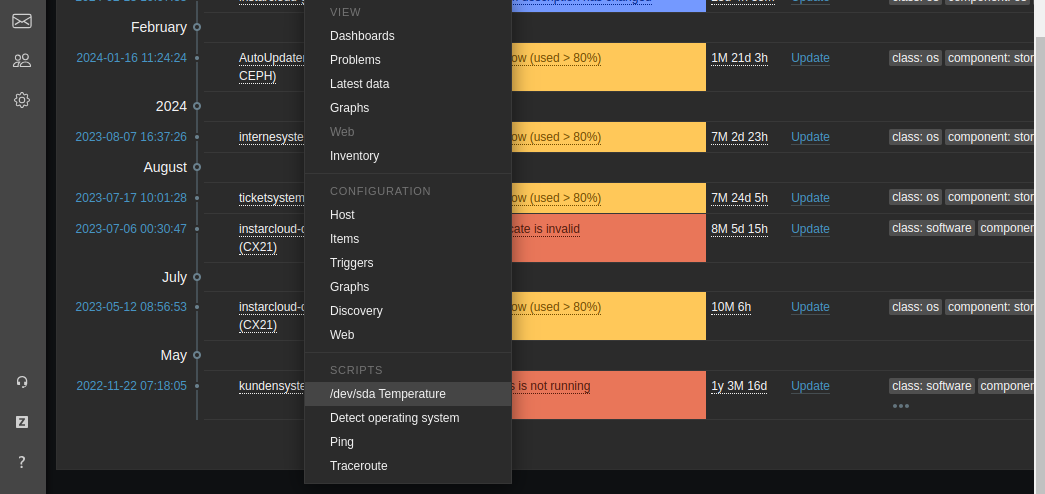 VIEW
Update
February
Dashboards
2024-01-16 11:24:24 AutoUpdater ow (used > 80%) 1M 21d 3h Update class: os component: stor
CEPH)
Problems
Latest data
2024
Graphs
2023-08-07 16:37:26 internesyste ow (used > 80%) 7M 2d 23h Update class: os component: stor
Web
Inventory
August
CONFIGURATION
2023-07-17 10:01:28 ticketsystem ow (used > 80%) 7M 24d 5h Update class: os component: stor
Host
2023-07-06 00:30:47 instarcloud-c cate is invalid 8M 5d 15h Update class: software componen
(CX21)
Items
Triggers
July
Graphs
2023-05-12 08:56:53 instarcloud-c ow (used > 80%) 10M 6h Update class: os component: stor
(CX21)
Discovery
Web
May
SCRIPTS
2022-11-22 07:18:05 kundensyste s is not running 1y 3M 16d Update class: software componen
/dev/sda Temperature
Detect operating system
Ping
Traceroute
Z
?